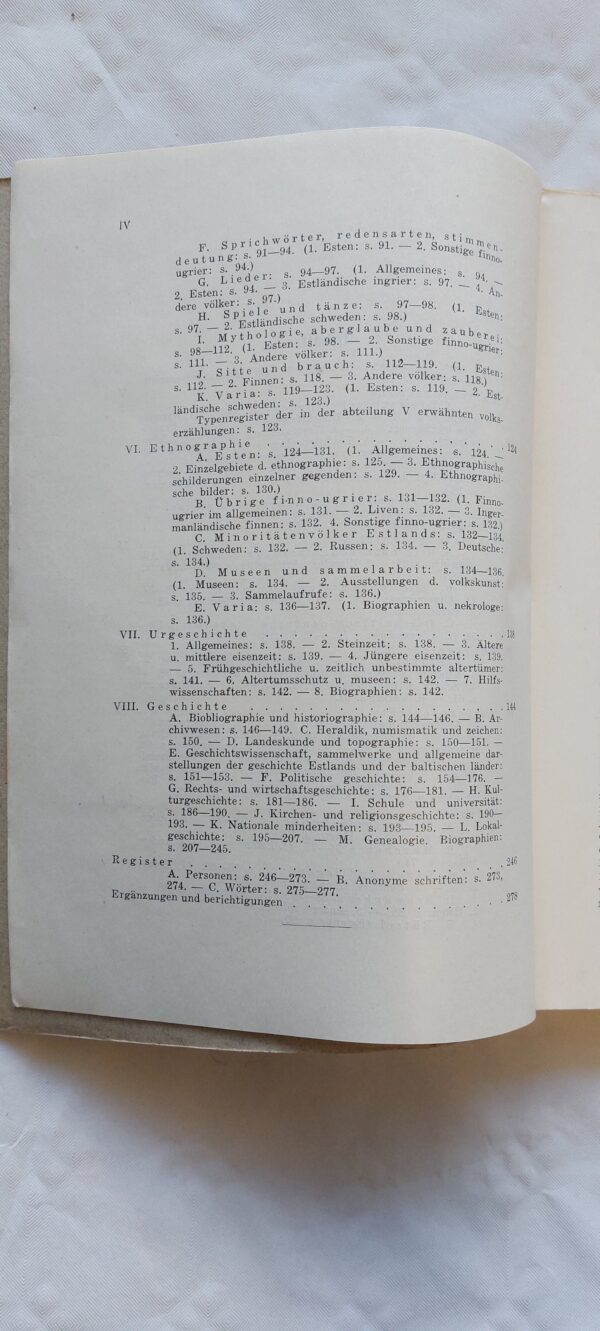 IV
F. Sprichwörter, redensarten, stimmen-
deutung: s. 91—94. (1. Esten: s. 91. — 2. Sonstige finno-
ugrier: s. 94.)
G. Lieder: s. 94—97. (1. Allgemeines: s. 94. —
2. Esten: s. 94. — 3. Estländische ingrier: s. 97. — 4. An-
dere völker: s. 97.)
H. Spiele und tänze: s. 97—98. (1. Esten:
s. 97. — 2. Estländische schweden: s. 98.)
I. Mythologie, aberglaube und zauberei:
s. 98—112. (1. Esten: s. 98. — 2. Sonstige finno-ugrier:
s. 111. — 3. Andere völker: s. 111.)
J. Sitte und brauch: s. 112—119. (1. Esten:
s. 112. — 2. Finnen: s. 118. — 3. Andere völker: s. 118.)
K. Varia: s. 119—123. (1. Esten: s. 119. — 2. Est-
ländische schweden: s. 123.)
Typenregister der in der abteilung V erwähnten volks-
erzählungen: s. 123.
VI. Ethnographie . . . . . . . . . . . . . . . . 124
A. Esten: s. 124—131. (1. Allgemeines: s. 124. —
2. Einzelgebiete d. ethnographie: s. 125. — 3. Ethnographische
schilderungen einzelner gegenden: s. 129. — 4. Ethnographi-
sche bilder: s. 130.)
B. Übrige finno-ugrier: s. 131—132. (1. Finno-
ugrier im allgemeinen: s. 131. — 2. Liven: s. 132. — 3. Inger-
manländische finnen: s. 132. 4. Sonstige finno-ugrier: s. 132.)
C. Minoritätenvölker Estlands: s. 132—134.
(1. Schweden: s. 132. — 2. Russen: s. 134. — 3. Deutsche:
s. 134.)
D. Museen und sammelarbeit: s. 134—136.
(1. Museen: s. 134. — 2. Ausstellungen d. volkskunst:
s. 135. — 3. Sammelaufrufe: s. 136.)
E. Varia: s. 136—137. (1. Biographien u. nekrologe:
s. 136.)
VII. Urgeschichte . . . . . . . . . . . . . . . . 138
1. Allgemeines: s. 138. — 2. Steinzeit: s. 138. — 3. Ältere
u. mittlere eisenzeit: s. 139. — 4. Jüngere eisenzeit: s. 139.
— 5. Frühgeschichtliche u. zeitlich unbestimmte altertümer:
s. 141. — 6. Altertumsschutz u. museen: s. 142. — 7. Hilfs-
wissenschaften: s. 142. — 8. Biographien: s. 142.
VIII. Geschichte . . . . . . . . . . . . . . . . 144
A. Biobliographie und historiographie: s. 144—146. — B. Ar-
chivwesen: s. 146—149. C. Heraldik, numismatik und zeichen:
s. 150. — D. Landeskunde und topographie: s. 150—151. —
E. Geschichtswissenschaft, sammelwerke und allgemeine dar-
stellungen der geschichte Estlands und der baltischen länder:
s. 151—153. — F. Politische geschichte: s. 154—176. —
G. Rechts- und wirtschaftsgeschichte: s. 176—181. — H. Kul-
turgeschichte: s. 181—186. — I. Schule und universität:
s. 186—190. — J. Kirchen- und religionsgeschichte: s. 190—
193. — K. Nationale minderheiten: s. 193—195. — L. Lokal-
geschichte: s. 195—207. — M. Genealogie. Biographien:
s. 207—245.
Register . . . . . . . . . . . . . . . . 246
A. Personen: s. 246—273. — B. Anonyme schriften: s. 273,
274. — C. Wörter: s. 275—277.
Ergänzungen und berichtigungen . . . . . . . . . . . . 278